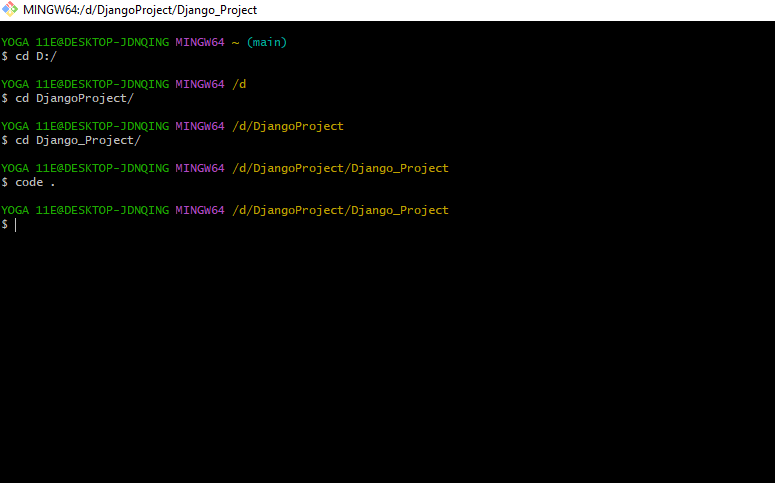 MINGW64:/d/DjangoProject/Django_Project
YOGA 11E@DESKTOP-JDNQING MINGW64 ~ (main)
$ cd D:/
YOGA 11E@DESKTOP-JDNQING MINGW64 /d
$ cd DjangoProject/
YOGA 11E@DESKTOP-JDNQING MINGW64 /d/DjangoProject
$ cd Django_Project/
YOGA 11E@DESKTOP-JDNQING MINGW64 /d/DjangoProject/Django_Project
$ code .
YOGA 11E@DESKTOP-JDNQING MINGW64 /d/DjangoProject/Django_Project
$